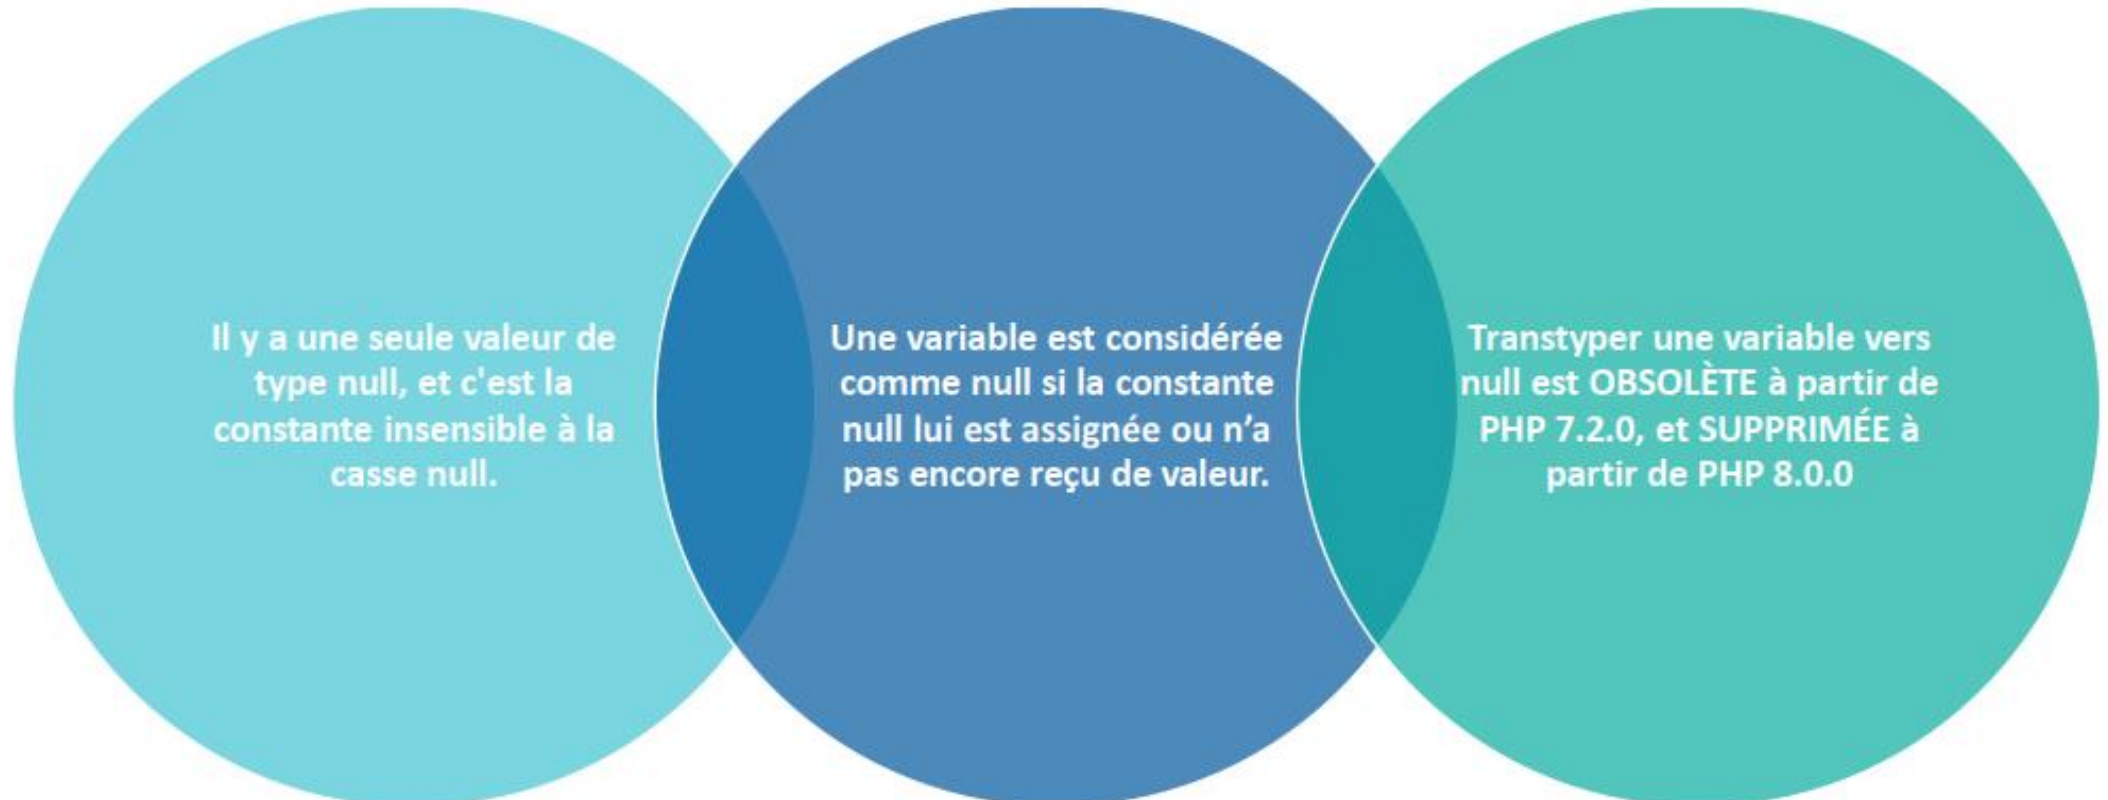 Il y a une seule valeur de
type null, et c'est la
constante insensible à la
casse null.
Une variable est considérée
comme null si la constante
null lui est assignée ou n’a
pas encore reçu de valeur.
Transtyper une variable vers
null est OBSOLÈTE à partir de
PHP 7.2.0, et SUPPRIMÉE à
partir de PHP 8.0.0